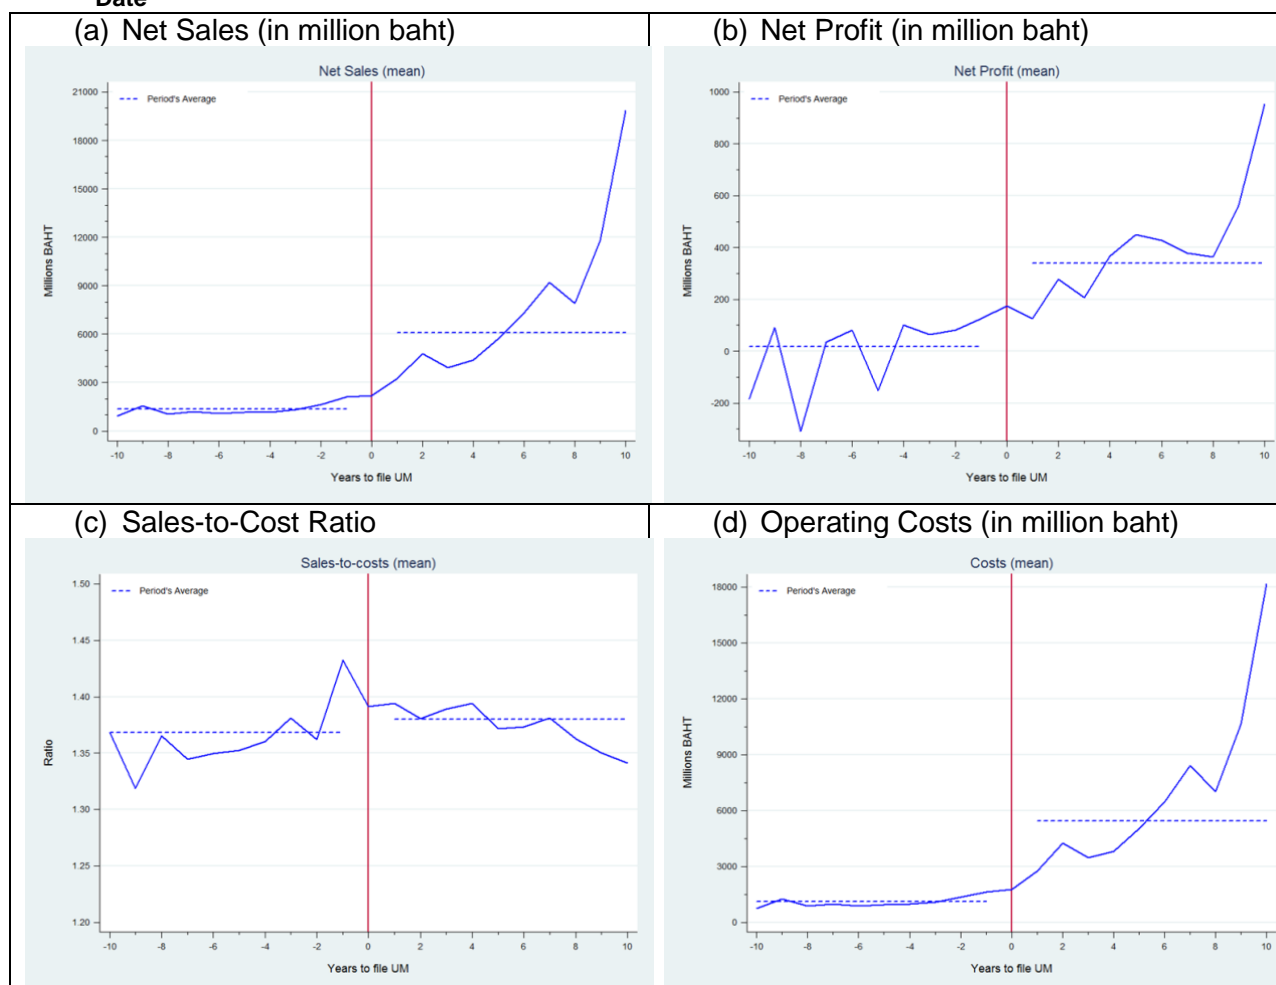 Date
(a) Net Sales (in million baht)
Net Sales (mean)
Period's Average
21000
18000
15000
12000
9000
6000
3000
0
Millions BAHT
-10 -8 -6 -4 -2 0 2 4 6 8 10
Years to file UM
(b) Net Profit (in million baht)
Net Profit (mean)
Period's Average
1000
800
600
400
200
0
-200
Millions BAHT
-10 -8 -6 -4 -2 0 2 4 6 8 10
Years to file UM
(c) Sales-to-Cost Ratio
Sales-to-costs (mean)
1.50
Period's Average
1.45
1.40
1.35
1.30
1.25
1.20
Ratio
-10 -8 -6 -4 -2 0 2 4 6 8 10
Years to file UM
(d) Operating Costs (in million baht)
Costs (mean)
18000
Period's Average
15000
12000
9000
6000
3000
0
Millions BAHT
-10 -8 -6 -4 -2 0 2 4 6 8 10
Years to file UM